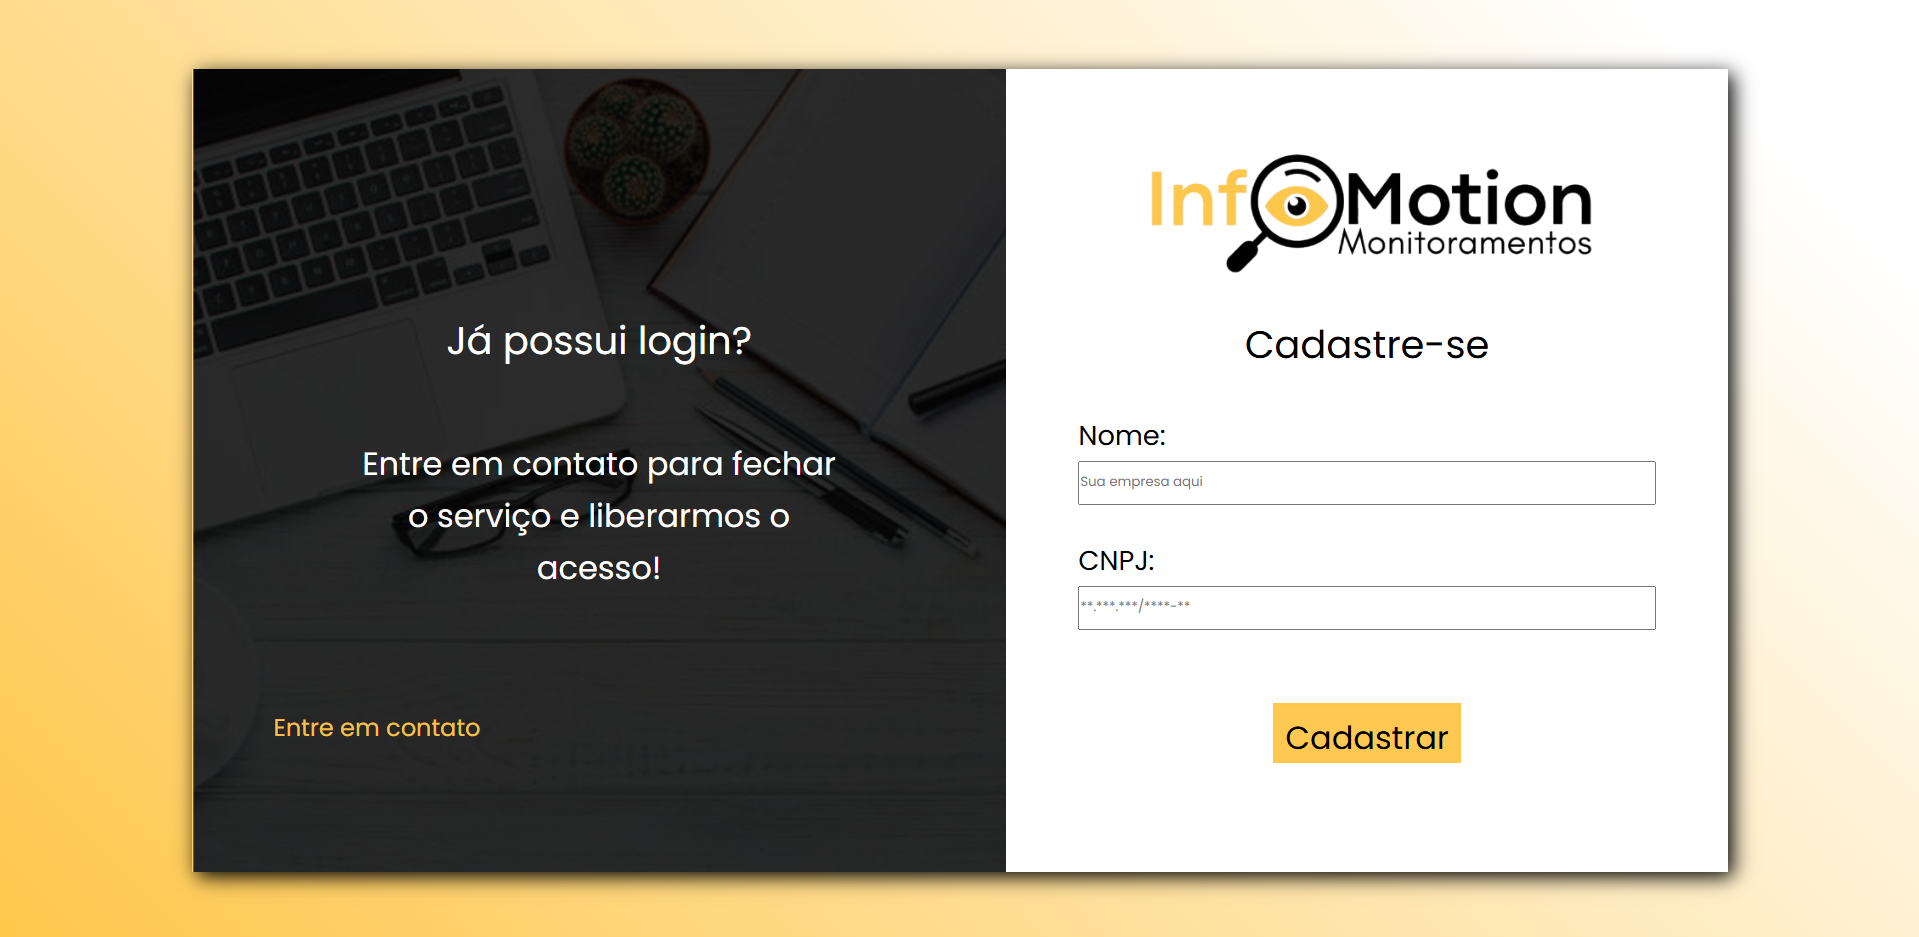 Já possui login?
Entre em contato para fechar
o serviço e liberarmos o
acesso!
Entre em contato
InfoMotion
Monitoramentos
Cadastre-se
Nome:
Sua empresa aqui
CNPJ:
**.***.***/****-**
Cadastrar